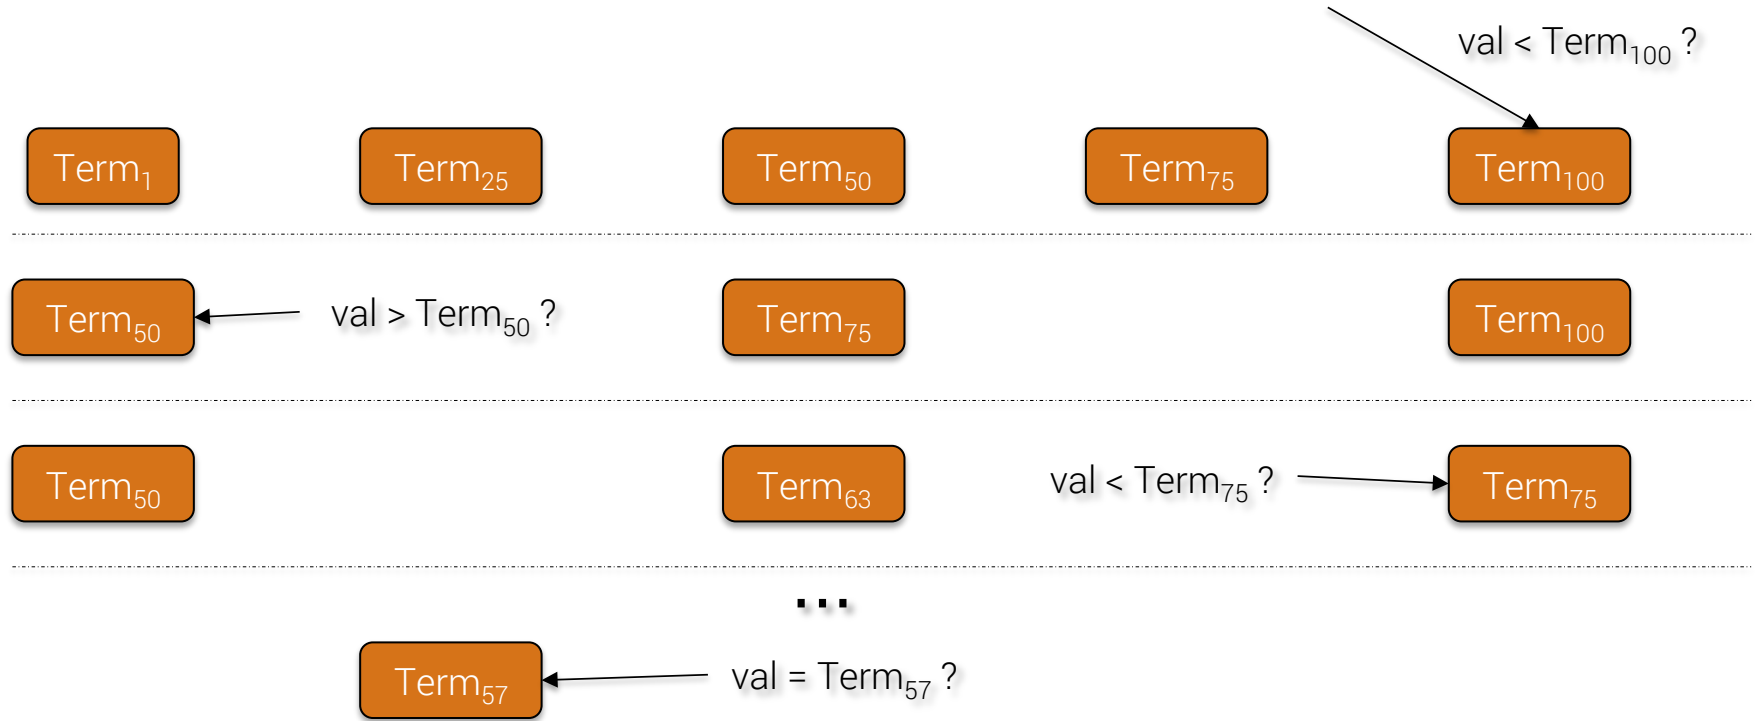 val < Term₁₀₀ ?
Term₁ Term₂₅ Term₅₀ Term₇₅ Term₁₀₀
Term₅₀ val > Term₅₀ ? Term₇₅ Term₁₀₀
Term₅₀ Term₆₃ val < Term₇₅ ? Term₇₅
...
Term₅₇ val = Term₅₇ ?